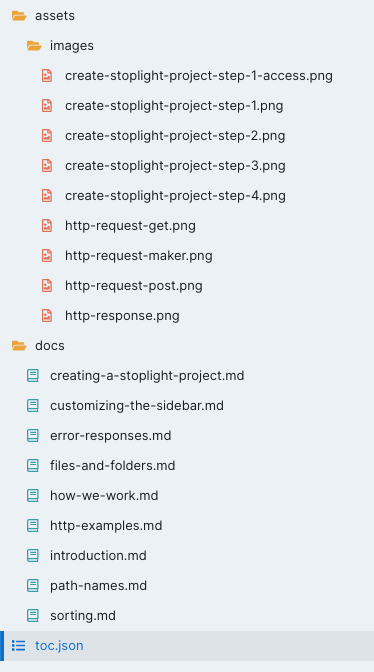 assets
images
create-stoplight-project-step-1-access.png
create-stoplight-project-step-1.png
create-stoplight-project-step-2.png
create-stoplight-project-step-3.png
create-stoplight-project-step-4.png
http-request-get.png
http-request-maker.png
http-request-post.png
http-response.png
docs
creating-a-stoplight-project.md
customizing-the-sidebar.md
error-responses.md
files-and-folders.md
how-we-work.md
http-examples.md
introduction.md
path-names.md
sorting.md
toc.json